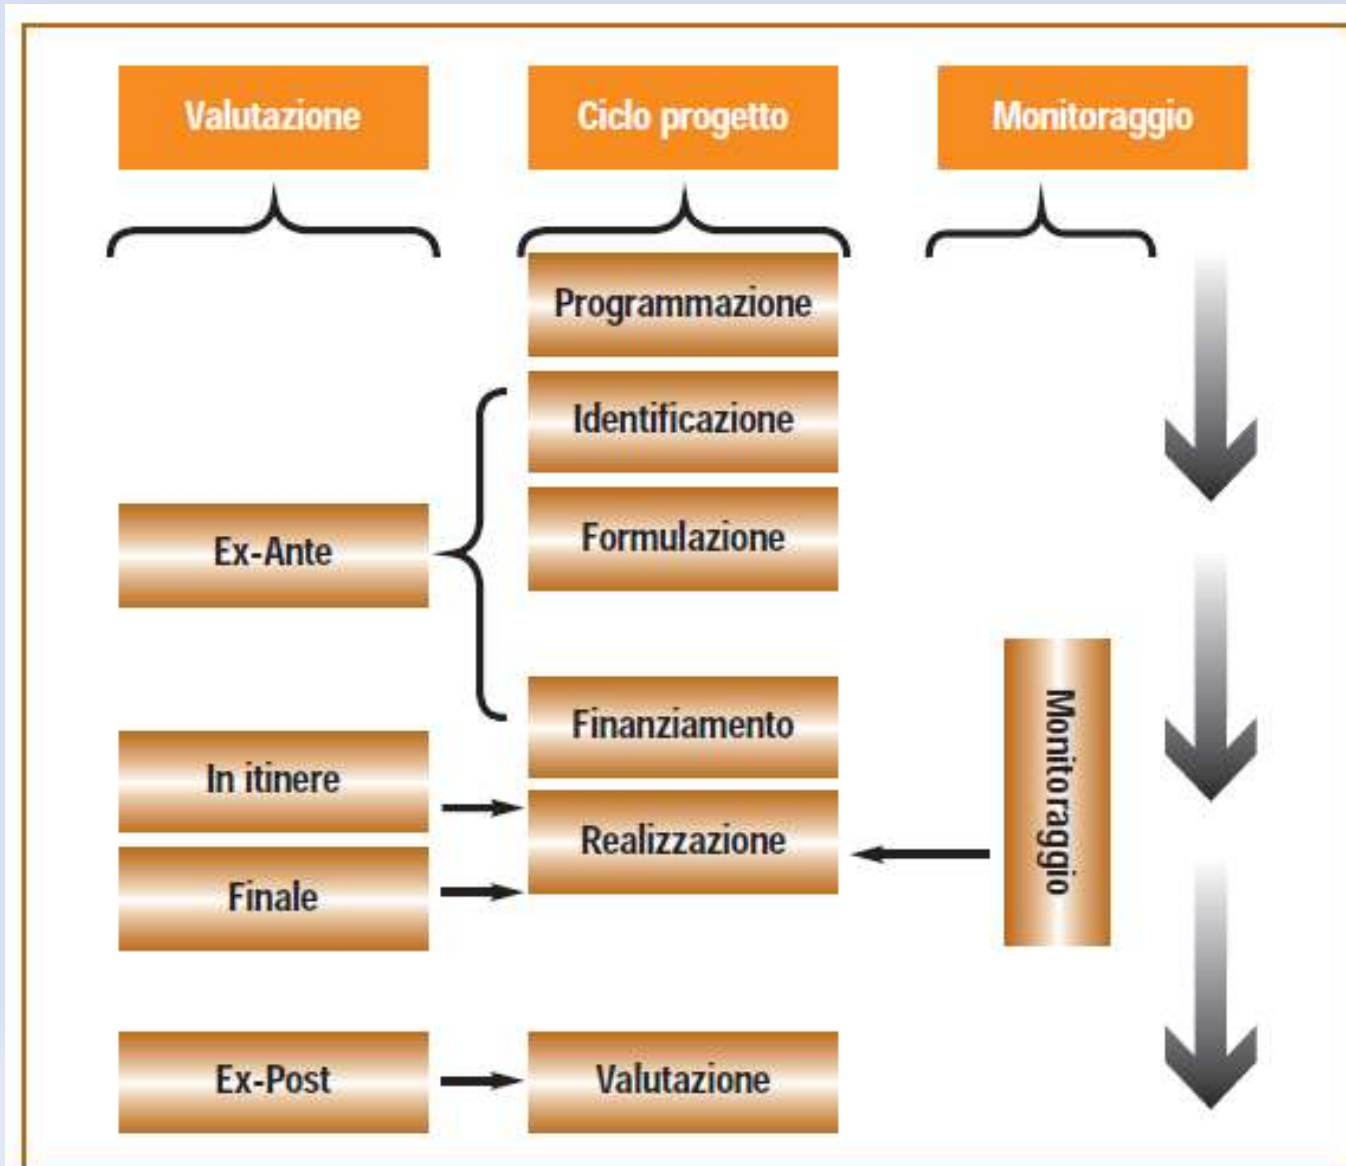 Valutazione
Ciclo progetto
Monitoraggio
Programmazione
Identificazione
Formulazione
Ex-Ante
Finanziamento
In itinere
Realizzazione
Finale
Monitoraggio
Ex-Post
Valutazione